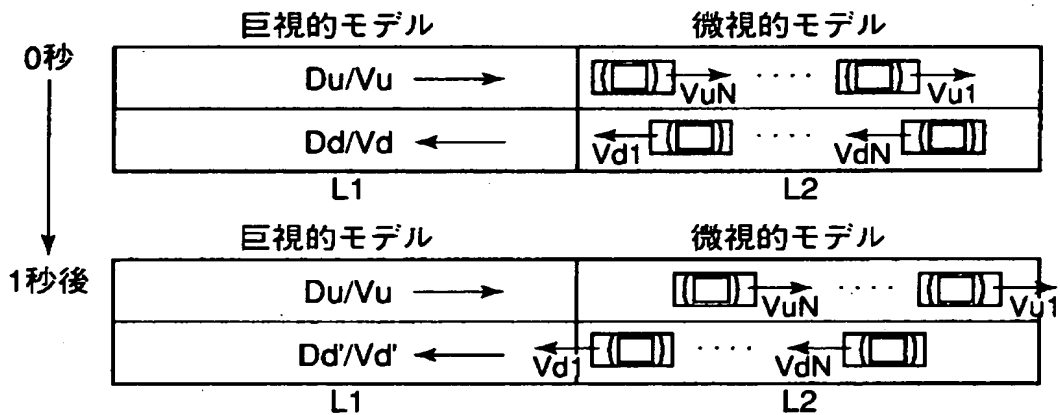 巨視的モデル 微視的モデル
0秒
Du/Vu VuN ‥‥ Vu1
Dd/Vd Vd1 ‥‥ VdN
L1 L2
巨視的モデル 微視的モデル
1秒後
Du/Vu VuN ‥‥ Vu1
Dd'/Vd' Vd1 ‥‥ VdN
L1 L2